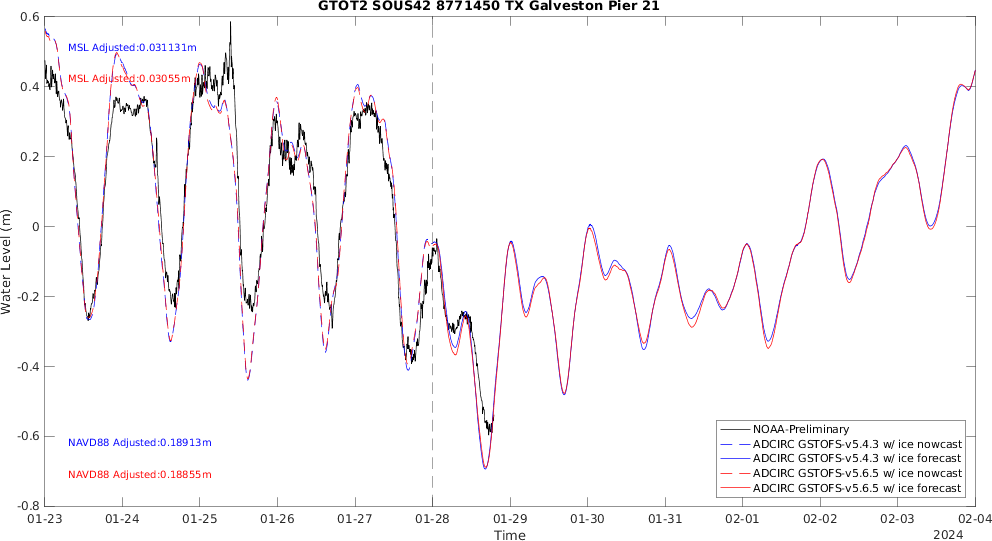 GTOT2 SOUS42 8771450 TX Galveston Pier 21
0.6
0.4
0.2
0
-0.2
-0.4
-0.6
-0.8
Water Level (m)
MSL Adjusted:0.031131m
MSL Adjusted:0.03055m
NAVD88 Adjusted:0.18913m
NAVD88 Adjusted:0.18855m
NOAA-Preliminary
ADCIRC GSTOFS-v5.4.3 w/ ice nowcast
ADCIRC GSTOFS-v5.4.3 w/ ice forecast
ADCIRC GSTOFS-v5.6.5 w/ ice nowcast
ADCIRC GSTOFS-v5.6.5 w/ ice forecast
01-23 01-24 01-25 01-26 01-27 01-28 01-29 01-30 01-31 02-01 02-02 02-03 02-04
Time
2024